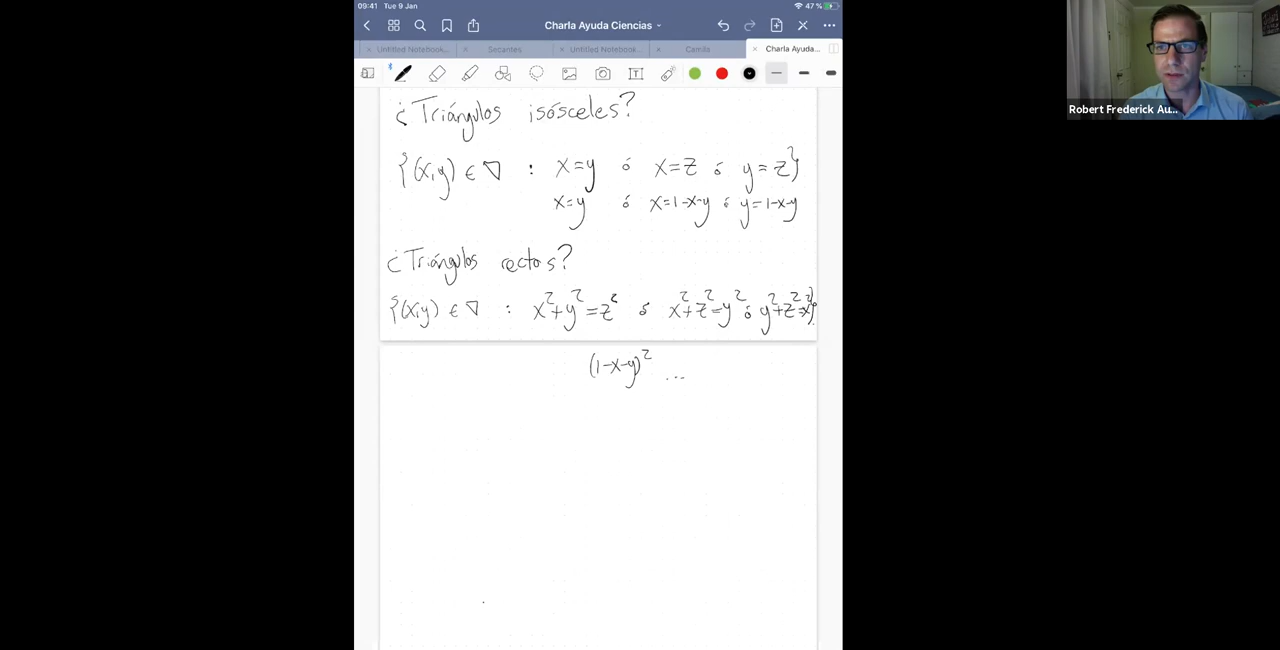 09:41 Tue 9 Jan
47 %
Charla Ayuda Ciencias
Untitled Notebook...
Secantes
Untitled Notebook...
Camila
Charla Ayuda...
¿Triángulos isósceles?
{(x,y) ∈ ▽ : x=y ó x=z ó y=z}
x=y ó x=1-x-y ó y=1-x-y
¿Triángulos rectos?
{(x,y) ∈ ▽ : x²+y²=z² ó x²+z²=y² ó y²+z²=x²}
(1-x-y)² ...
Robert Frederick Au...